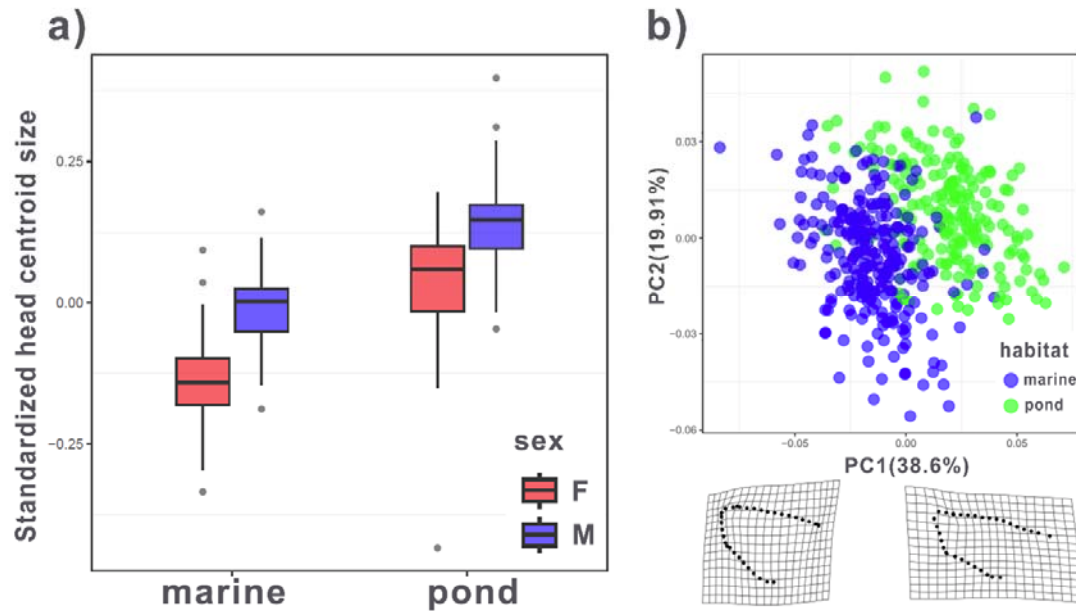 a)
Standardized head centroid size
0.25
0.00
−0.25
sex
F
M
marine
pond
b)
PC2(19.91%)
0.03
0.00
−0.03
−0.06
habitat
marine
pond
−0.05
0.00
0.05
PC1(38.6%)